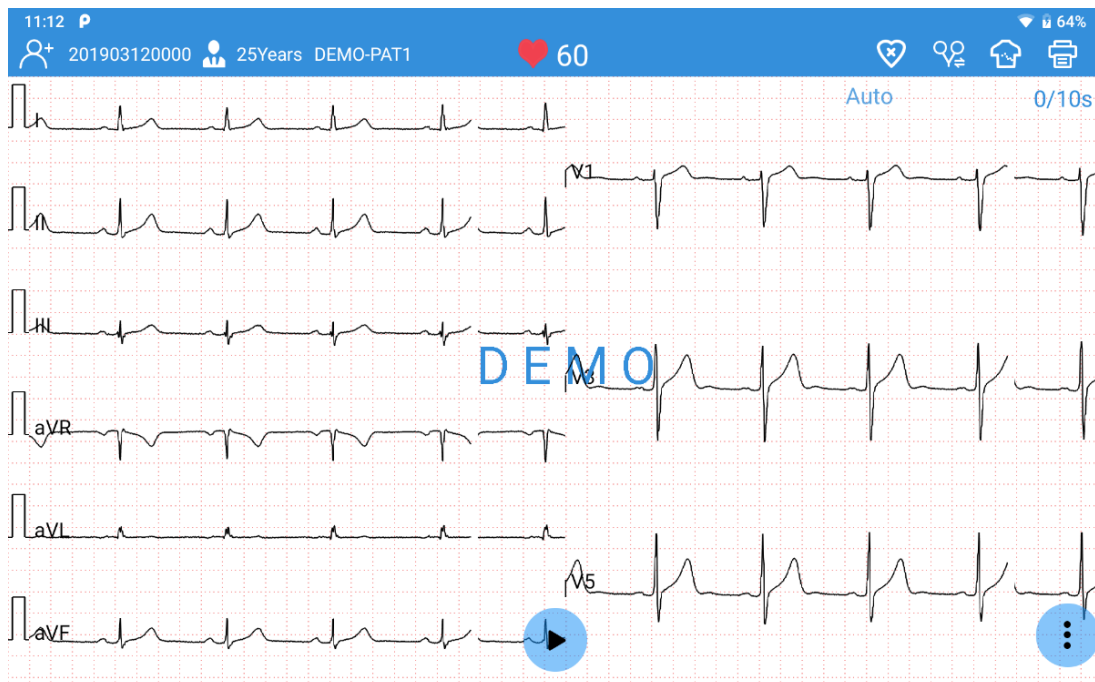 11:12 P 64%
201903120000 25Years DEMO-PAT1 60
Auto 0/10s
I
V1
II
III
DEMO
V3
aVR
aVL
V5
aVF